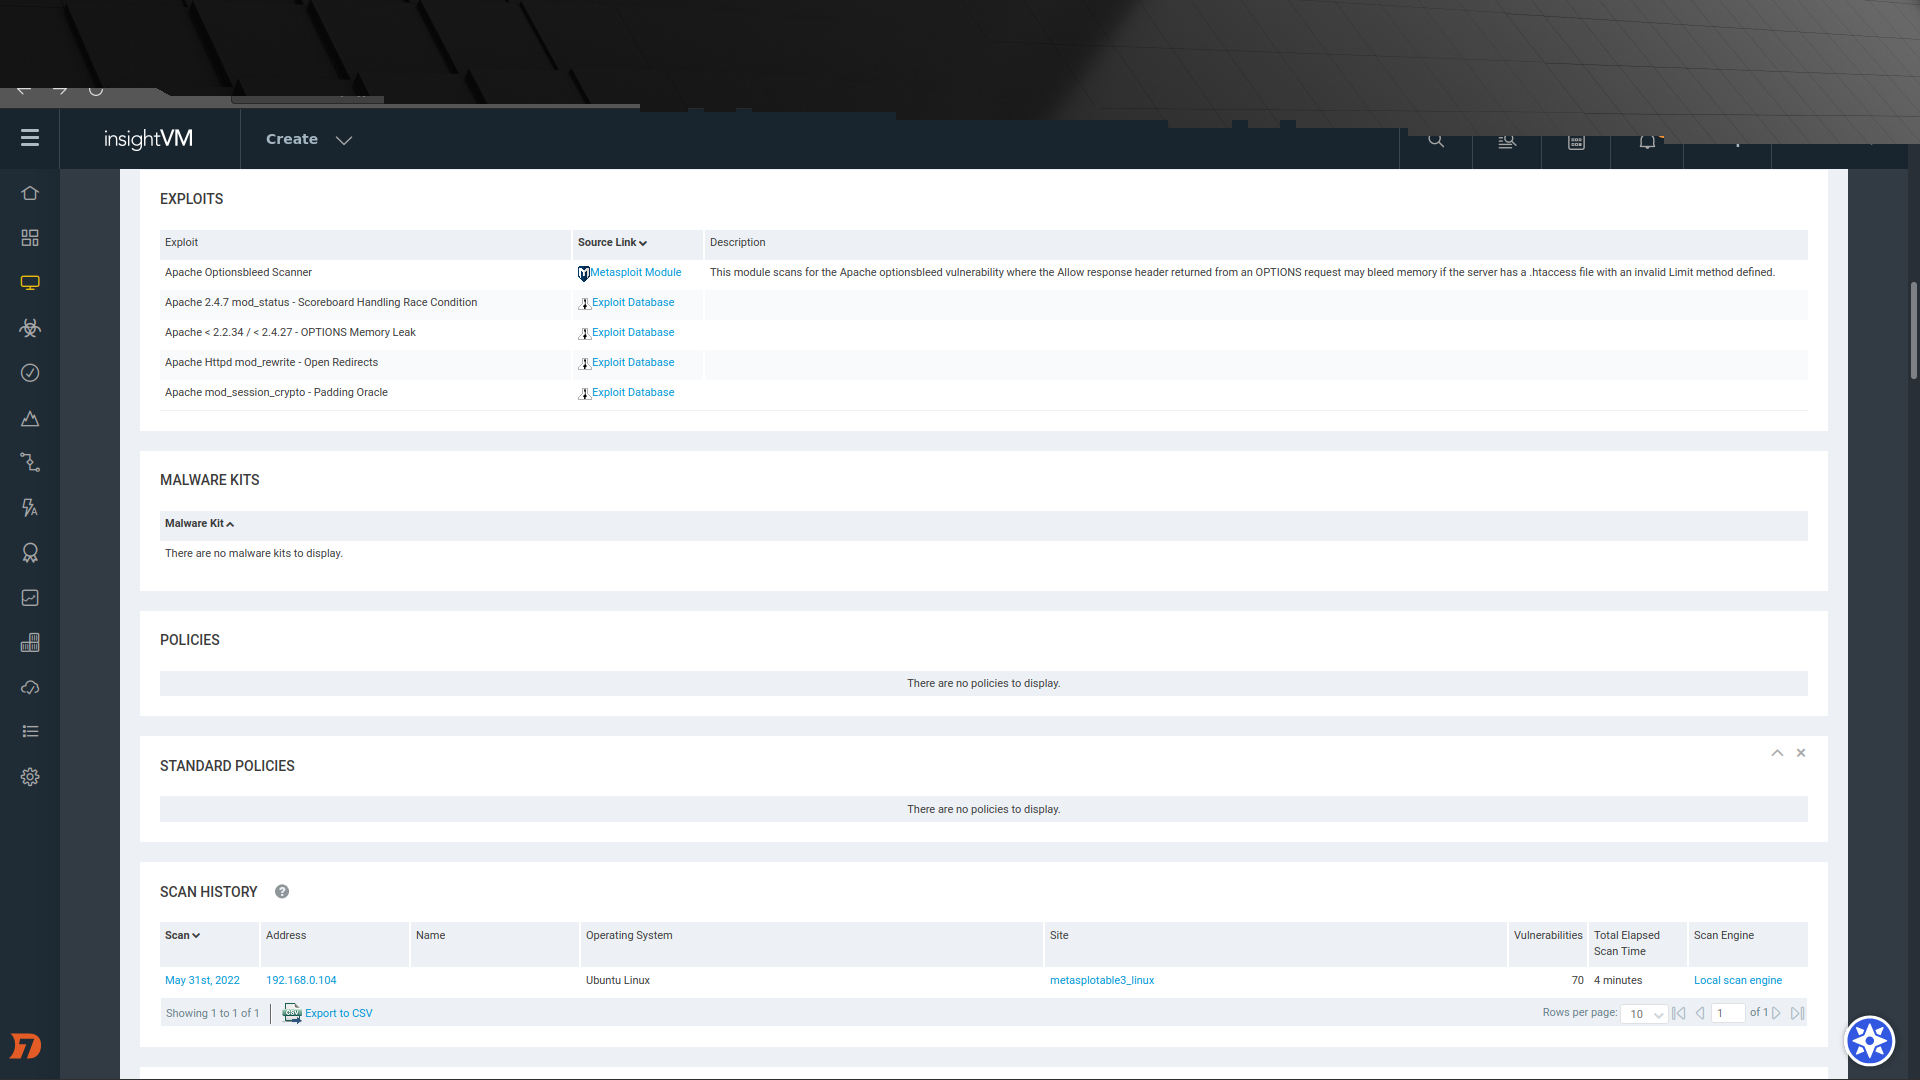 insightVM
Create
EXPLOITS
Exploit Source Link Description
Apache Optionsbleed Scanner Metasploit Module This module scans for the Apache optionsbleed vulnerability where the Allow response header returned from an OPTIONS request may bleed memory if the server has a .htaccess file with an invalid Limit method defined.
Apache 2.4.7 mod_status - Scoreboard Handling Race Condition Exploit Database
Apache < 2.2.34 / < 2.4.27 - OPTIONS Memory Leak Exploit Database
Apache Httpd mod_rewrite - Open Redirects Exploit Database
Apache mod_session_crypto - Padding Oracle Exploit Database
MALWARE KITS
Malware Kit
There are no malware kits to display.
POLICIES
There are no policies to display.
STANDARD POLICIES
There are no policies to display.
SCAN HISTORY ?
Scan Address Name Operating System Site Vulnerabilities Total Elapsed Scan Engine
Scan Time
May 31st, 2022 192.168.0.104 Ubuntu Linux metasplotable3_linux 70 4 minutes Local scan engine
Showing 1 to 1 of 1 Export to CSV Rows per page: 10 1 of 1